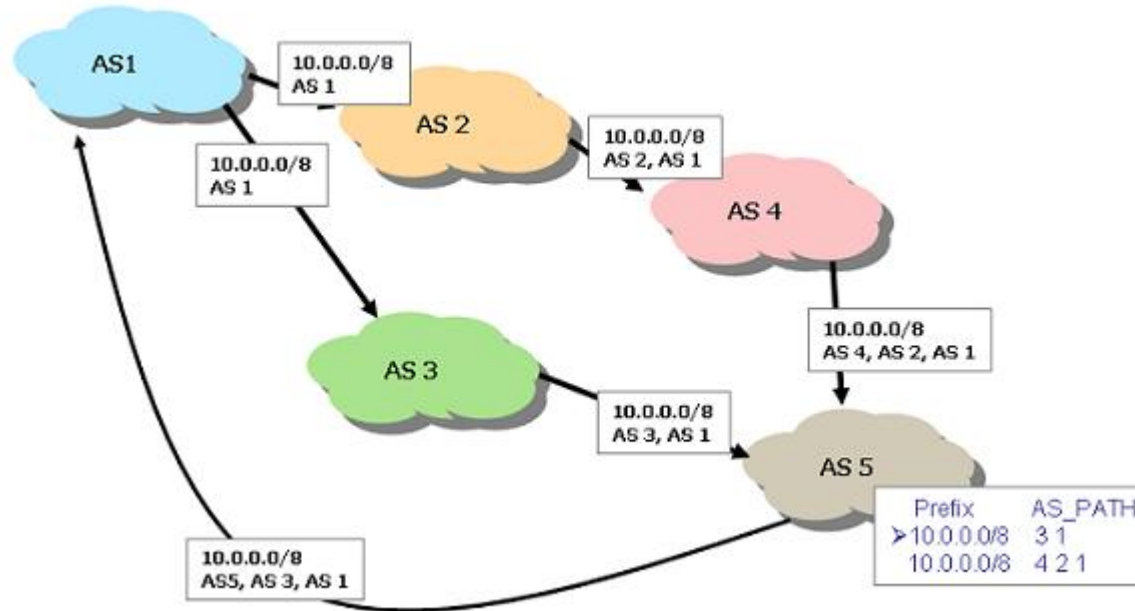 AS1
10.0.0.0/8
AS 1
AS 2
10.0.0.0/8
AS 2, AS 1
10.0.0.0/8
AS 1
AS 4
10.0.0.0/8
AS 4, AS 2, AS 1
AS 3
10.0.0.0/8
AS 3, AS 1
AS 5
Prefix AS_PATH
➢10.0.0.0/8 3 1
10.0.0.0/8 4 2 1
10.0.0.0/8
AS5, AS 3, AS 1